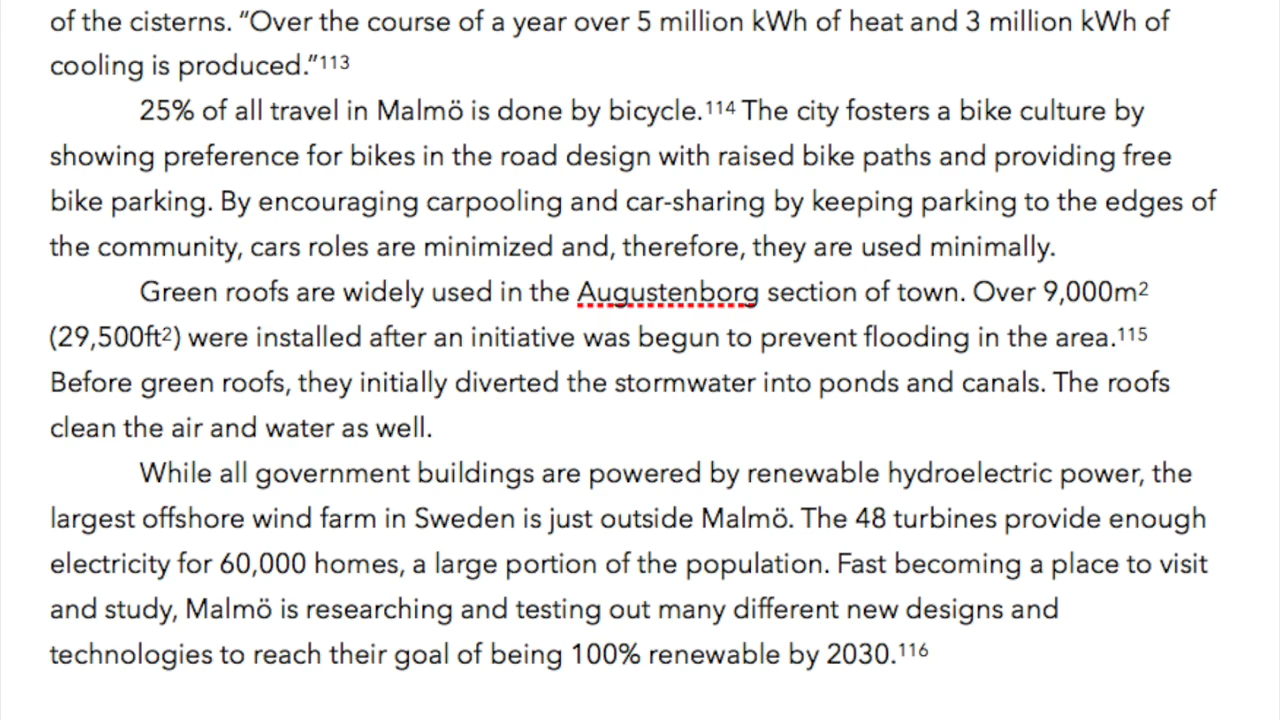 of the cisterns. “Over the course of a year over 5 million kWh of heat and 3 million kWh of
cooling is produced.”113
25% of all travel in Malmö is done by bicycle.114 The city fosters a bike culture by
showing preference for bikes in the road design with raised bike paths and providing free
bike parking. By encouraging carpooling and car-sharing by keeping parking to the edges of
the community, cars roles are minimized and, therefore, they are used minimally.
Green roofs are widely used in the Augustenborg section of town. Over 9,000m2
(29,500ft2) were installed after an initiative was begun to prevent flooding in the area.115
Before green roofs, they initially diverted the stormwater into ponds and canals. The roofs
clean the air and water as well.
While all government buildings are powered by renewable hydroelectric power, the
largest offshore wind farm in Sweden is just outside Malmö. The 48 turbines provide enough
electricity for 60,000 homes, a large portion of the population. Fast becoming a place to visit
and study, Malmö is researching and testing out many different new designs and
technologies to reach their goal of being 100% renewable by 2030.116